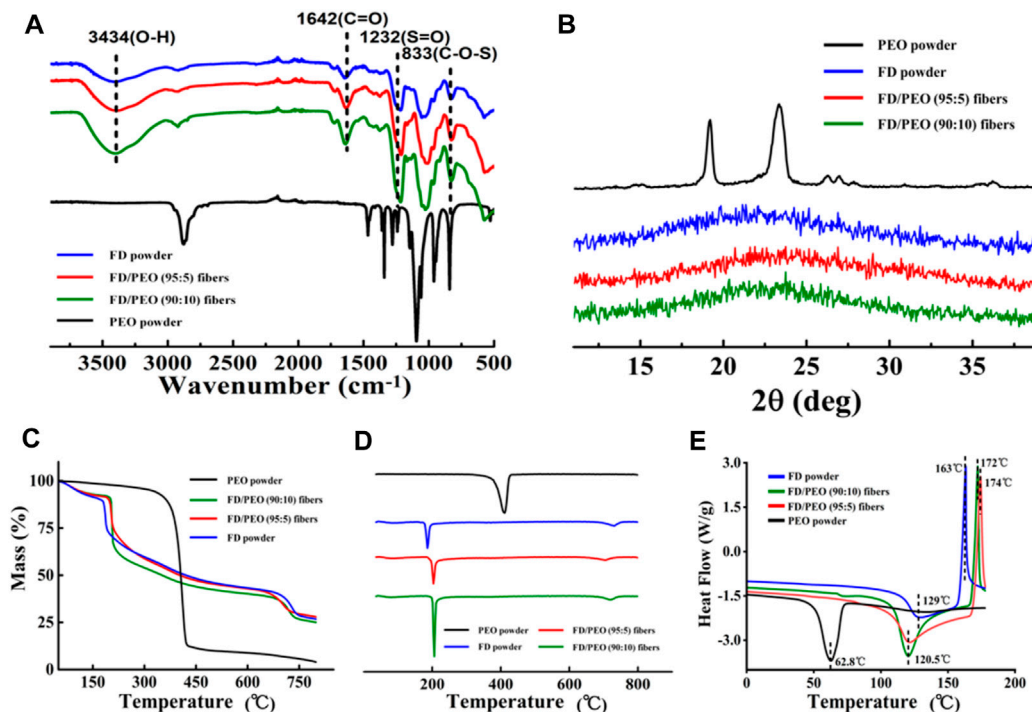 A
3434(O-H)
1642(C=O)
1232(S=O)
833(C-O-S)
FD powder
FD/PEO (95:5) fibers
FD/PEO (90:10) fibers
PEO powder
3500 3000 2500 2000 1500 1000 500
Wavenumber (cm-1)
B
PEO powder
FD powder
FD/PEO (95:5) fibers
FD/PEO (90:10) fibers
15 20 25 30 35
2θ (deg)
C
Mass (%)
100
75
50
25
0
PEO powder
FD/PEO (90:10) fibers
FD/PEO (95:5) fibers
FD powder
150 300 450 600 750
Temperature (℃)
D
PEO powder
FD powder
FD/PEO (95:5) fibers
FD/PEO (90:10) fibers
200 400 600 800
Temperature (℃)
E
Heat Flow (W/g)
3.0
1.5
0.0
-1.5
-3.0
FD powder
FD/PEO (90:10) fibers
FD/PEO (95:5) fibers
PEO powder
163℃
172℃
174℃
129℃
62.8℃
120.5℃
0 50 100 150 200
Temperature (℃)